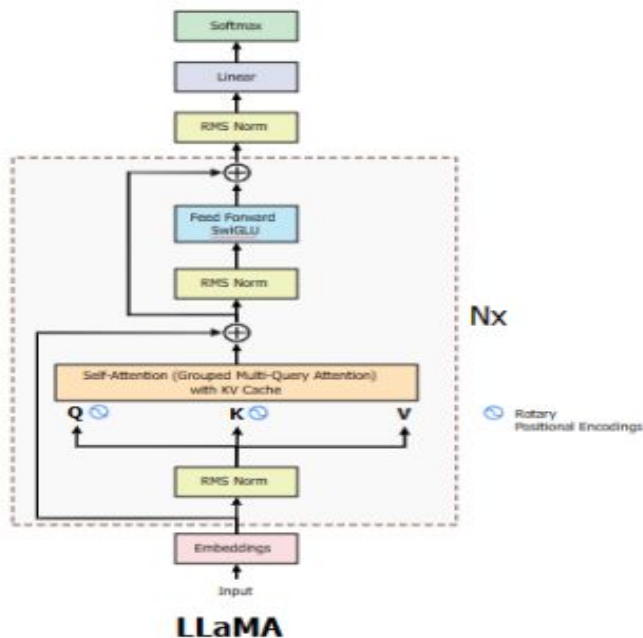 Softmax
Linear
RMS Norm
Feed Forward
SwIGLU
RMS Norm
Nx
Self-Attention (Grouped Multi-Query Attention)
with KV Cache
Q K V
Rotary
Positional Encodings
RMS Norm
Embeddings
Input
LLaMA